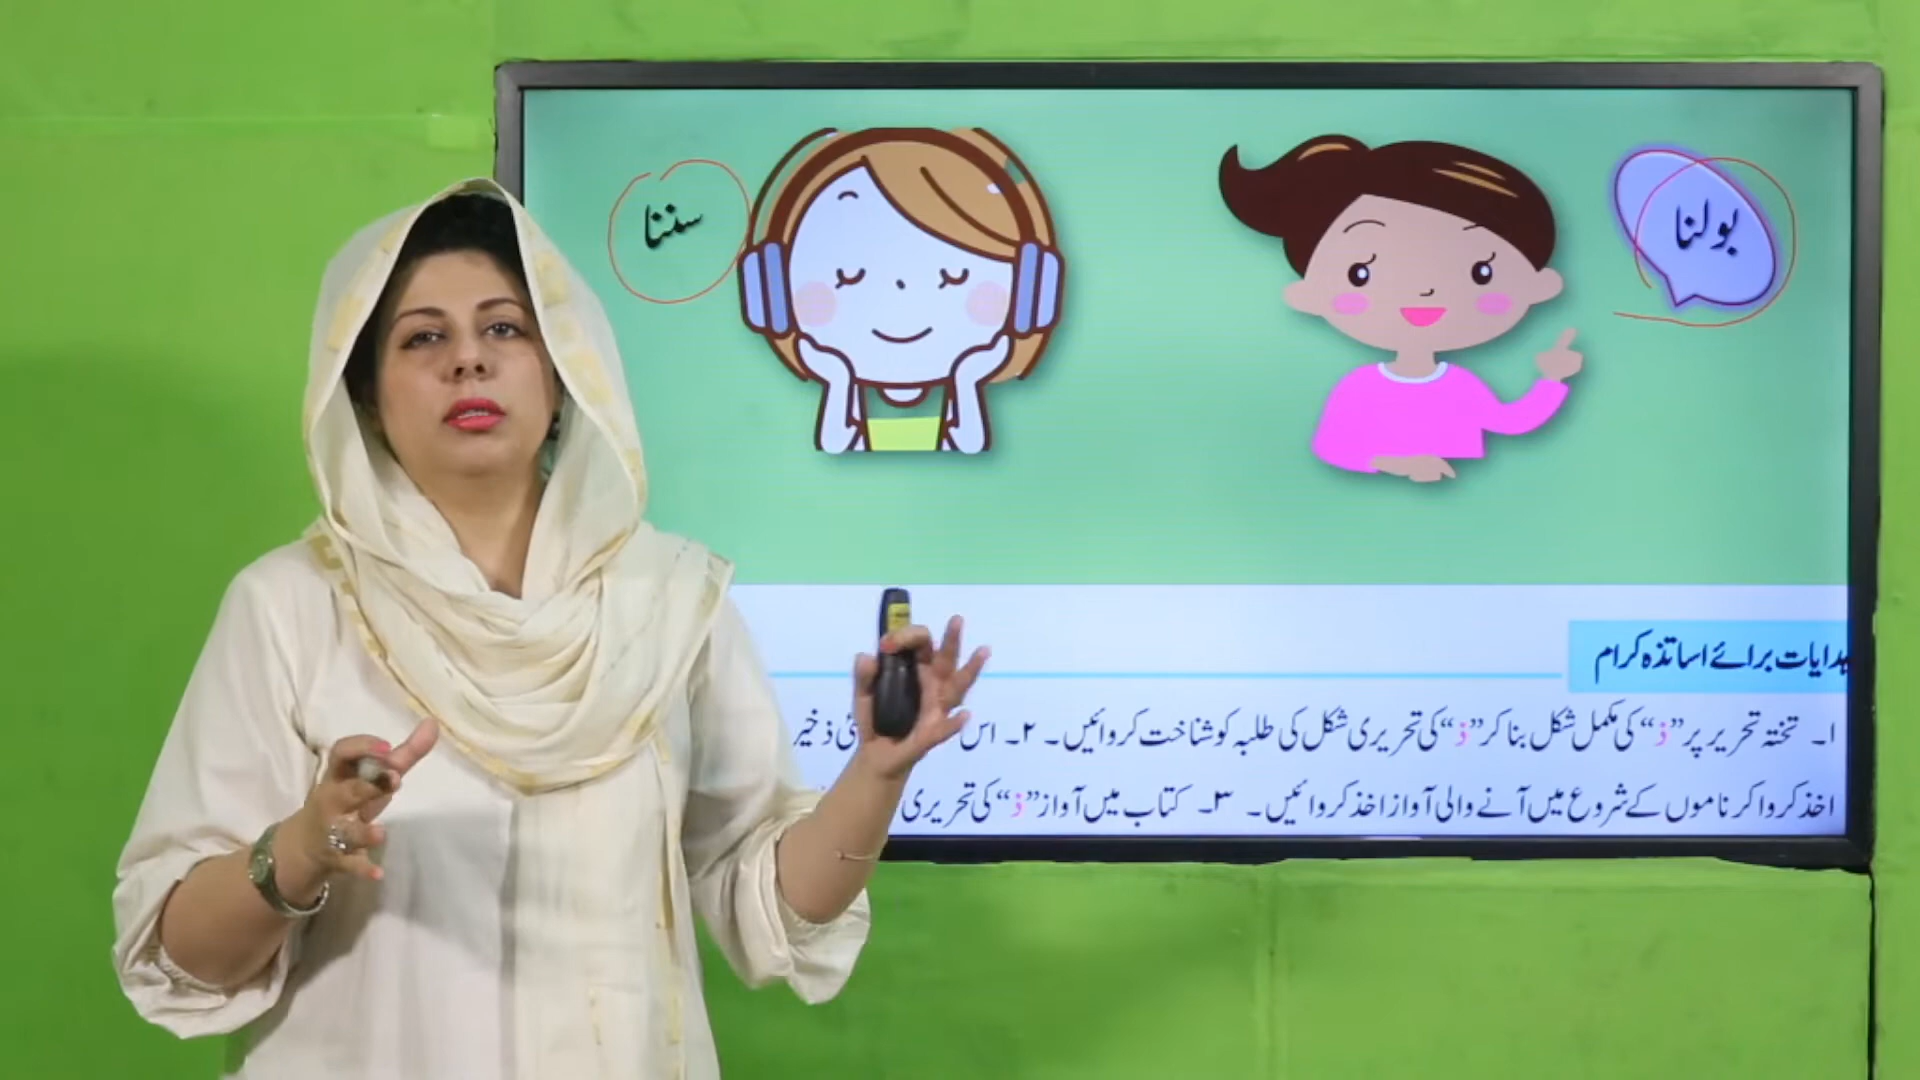 بولنا
سننا
ہدایات برائے اساتذہ کرام
۱۔ تختہ تحریر پر ”ذ“ کی مکمل شکل بنا کر ”ذ“ کی تحریری شکل کی طلبہ کو شناخت کروائیں۔ ۲۔ اس ذخیر
اخذ کروا کر ناموں کے شروع میں آنے والی آواز اخذ کروائیں۔ ۳۔ کتاب میں آواز ”ذ“ کی تحریری